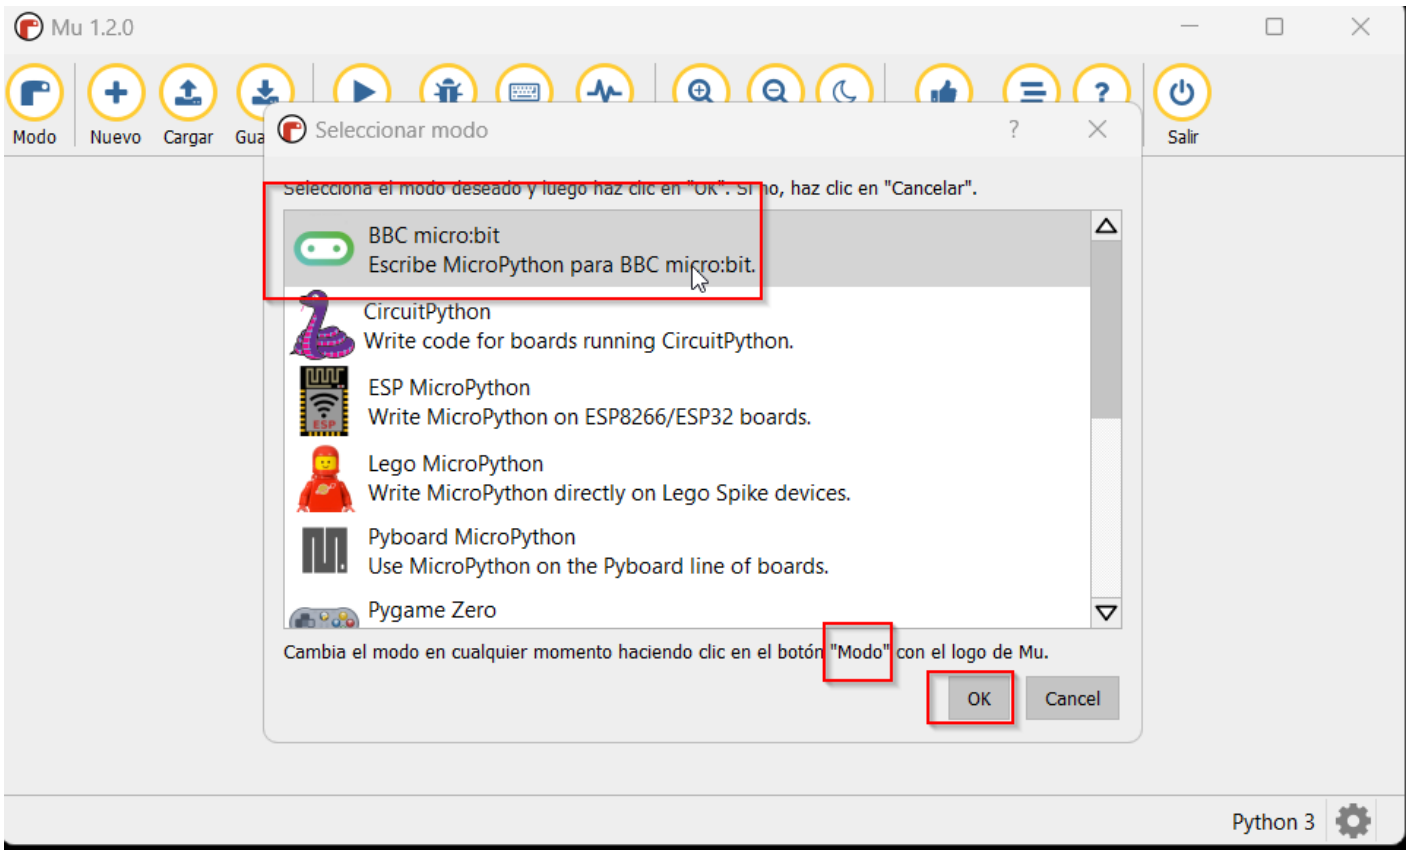 Mu 1.2.0
Modo Nuevo Cargar Gua Salir
Seleccionar modo
Selecciona el modo deseado y luego haz clic en "OK". Si no, haz clic en "Cancelar".
BBC micro:bit
Escribe MicroPython para BBC micro:bit.
CircuitPython
Write code for boards running CircuitPython.
ESP MicroPython
Write MicroPython on ESP8266/ESP32 boards.
ESP
Lego MicroPython
Write MicroPython directly on Lego Spike devices.
Pyboard MicroPython
Use MicroPython on the Pyboard line of boards.
Pygame Zero
Cambia el modo en cualquier momento haciendo clic en el botón "Modo" con el logo de Mu.
OK Cancel
Python 3